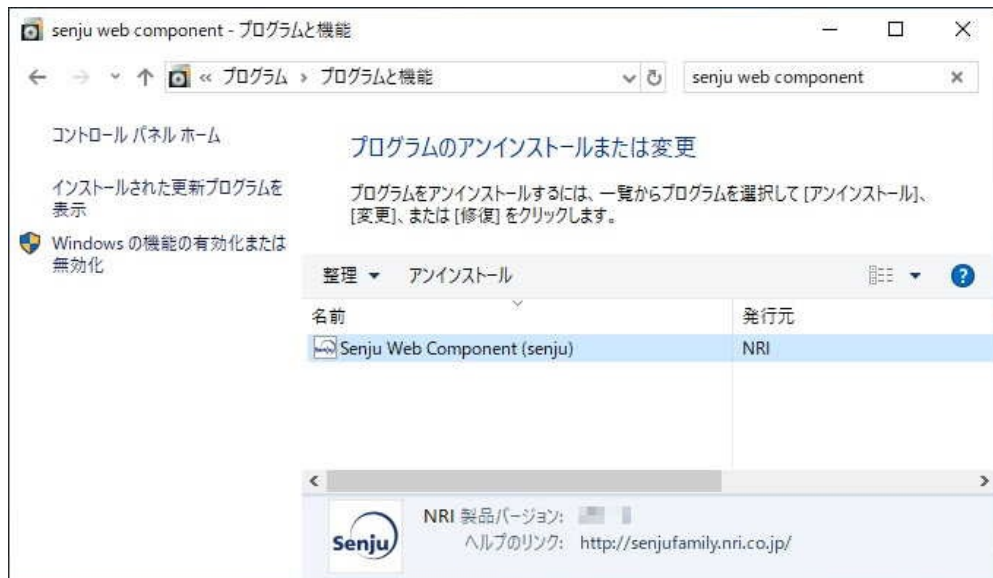 senju web component - プログラムと機能
« プログラム › プログラムと機能
senju web component
コントロール パネル ホーム
インストールされた更新プログラムを
表示
Windows の機能の有効化または
無効化
プログラムのアンインストールまたは変更
プログラムをアンインストールするには、一覧からプログラムを選択して [アンインストール]、
[変更]、または [修復] をクリックします。
整理 アンインストール
名前 発行元
Senju Web Component (senju) NRI
Senju
NRI 製品バージョン:
ヘルプのリンク: http://senjufamily.nri.co.jp/